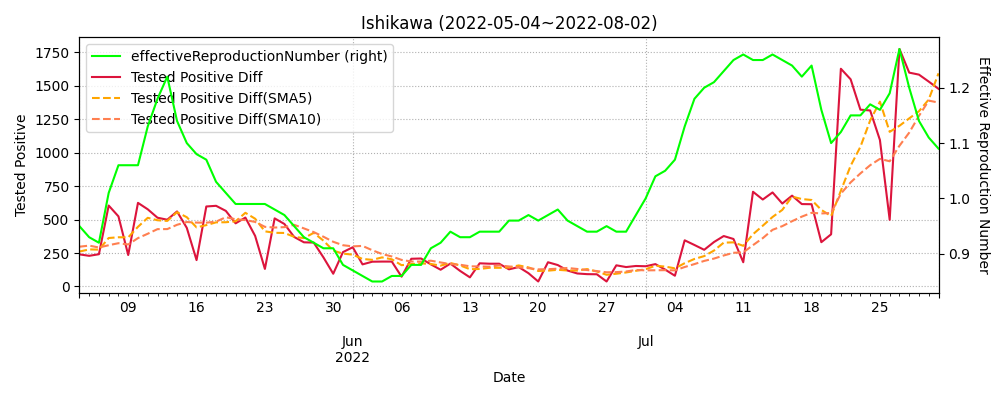 Ishikawa (2022-05-04~2022-08-02)
effectiveReproductionNumber (right)
Tested Positive Diff
Tested Positive Diff(SMA5)
Tested Positive Diff(SMA10)
Tested Positive
1750
1500
1250
1000
750
500
250
0
Effective Reproduction Number
1.2
1.1
1.0
0.9
09 16 23 30 06 13 20 27 04 11 18 25
Jun Jul
2022
Date